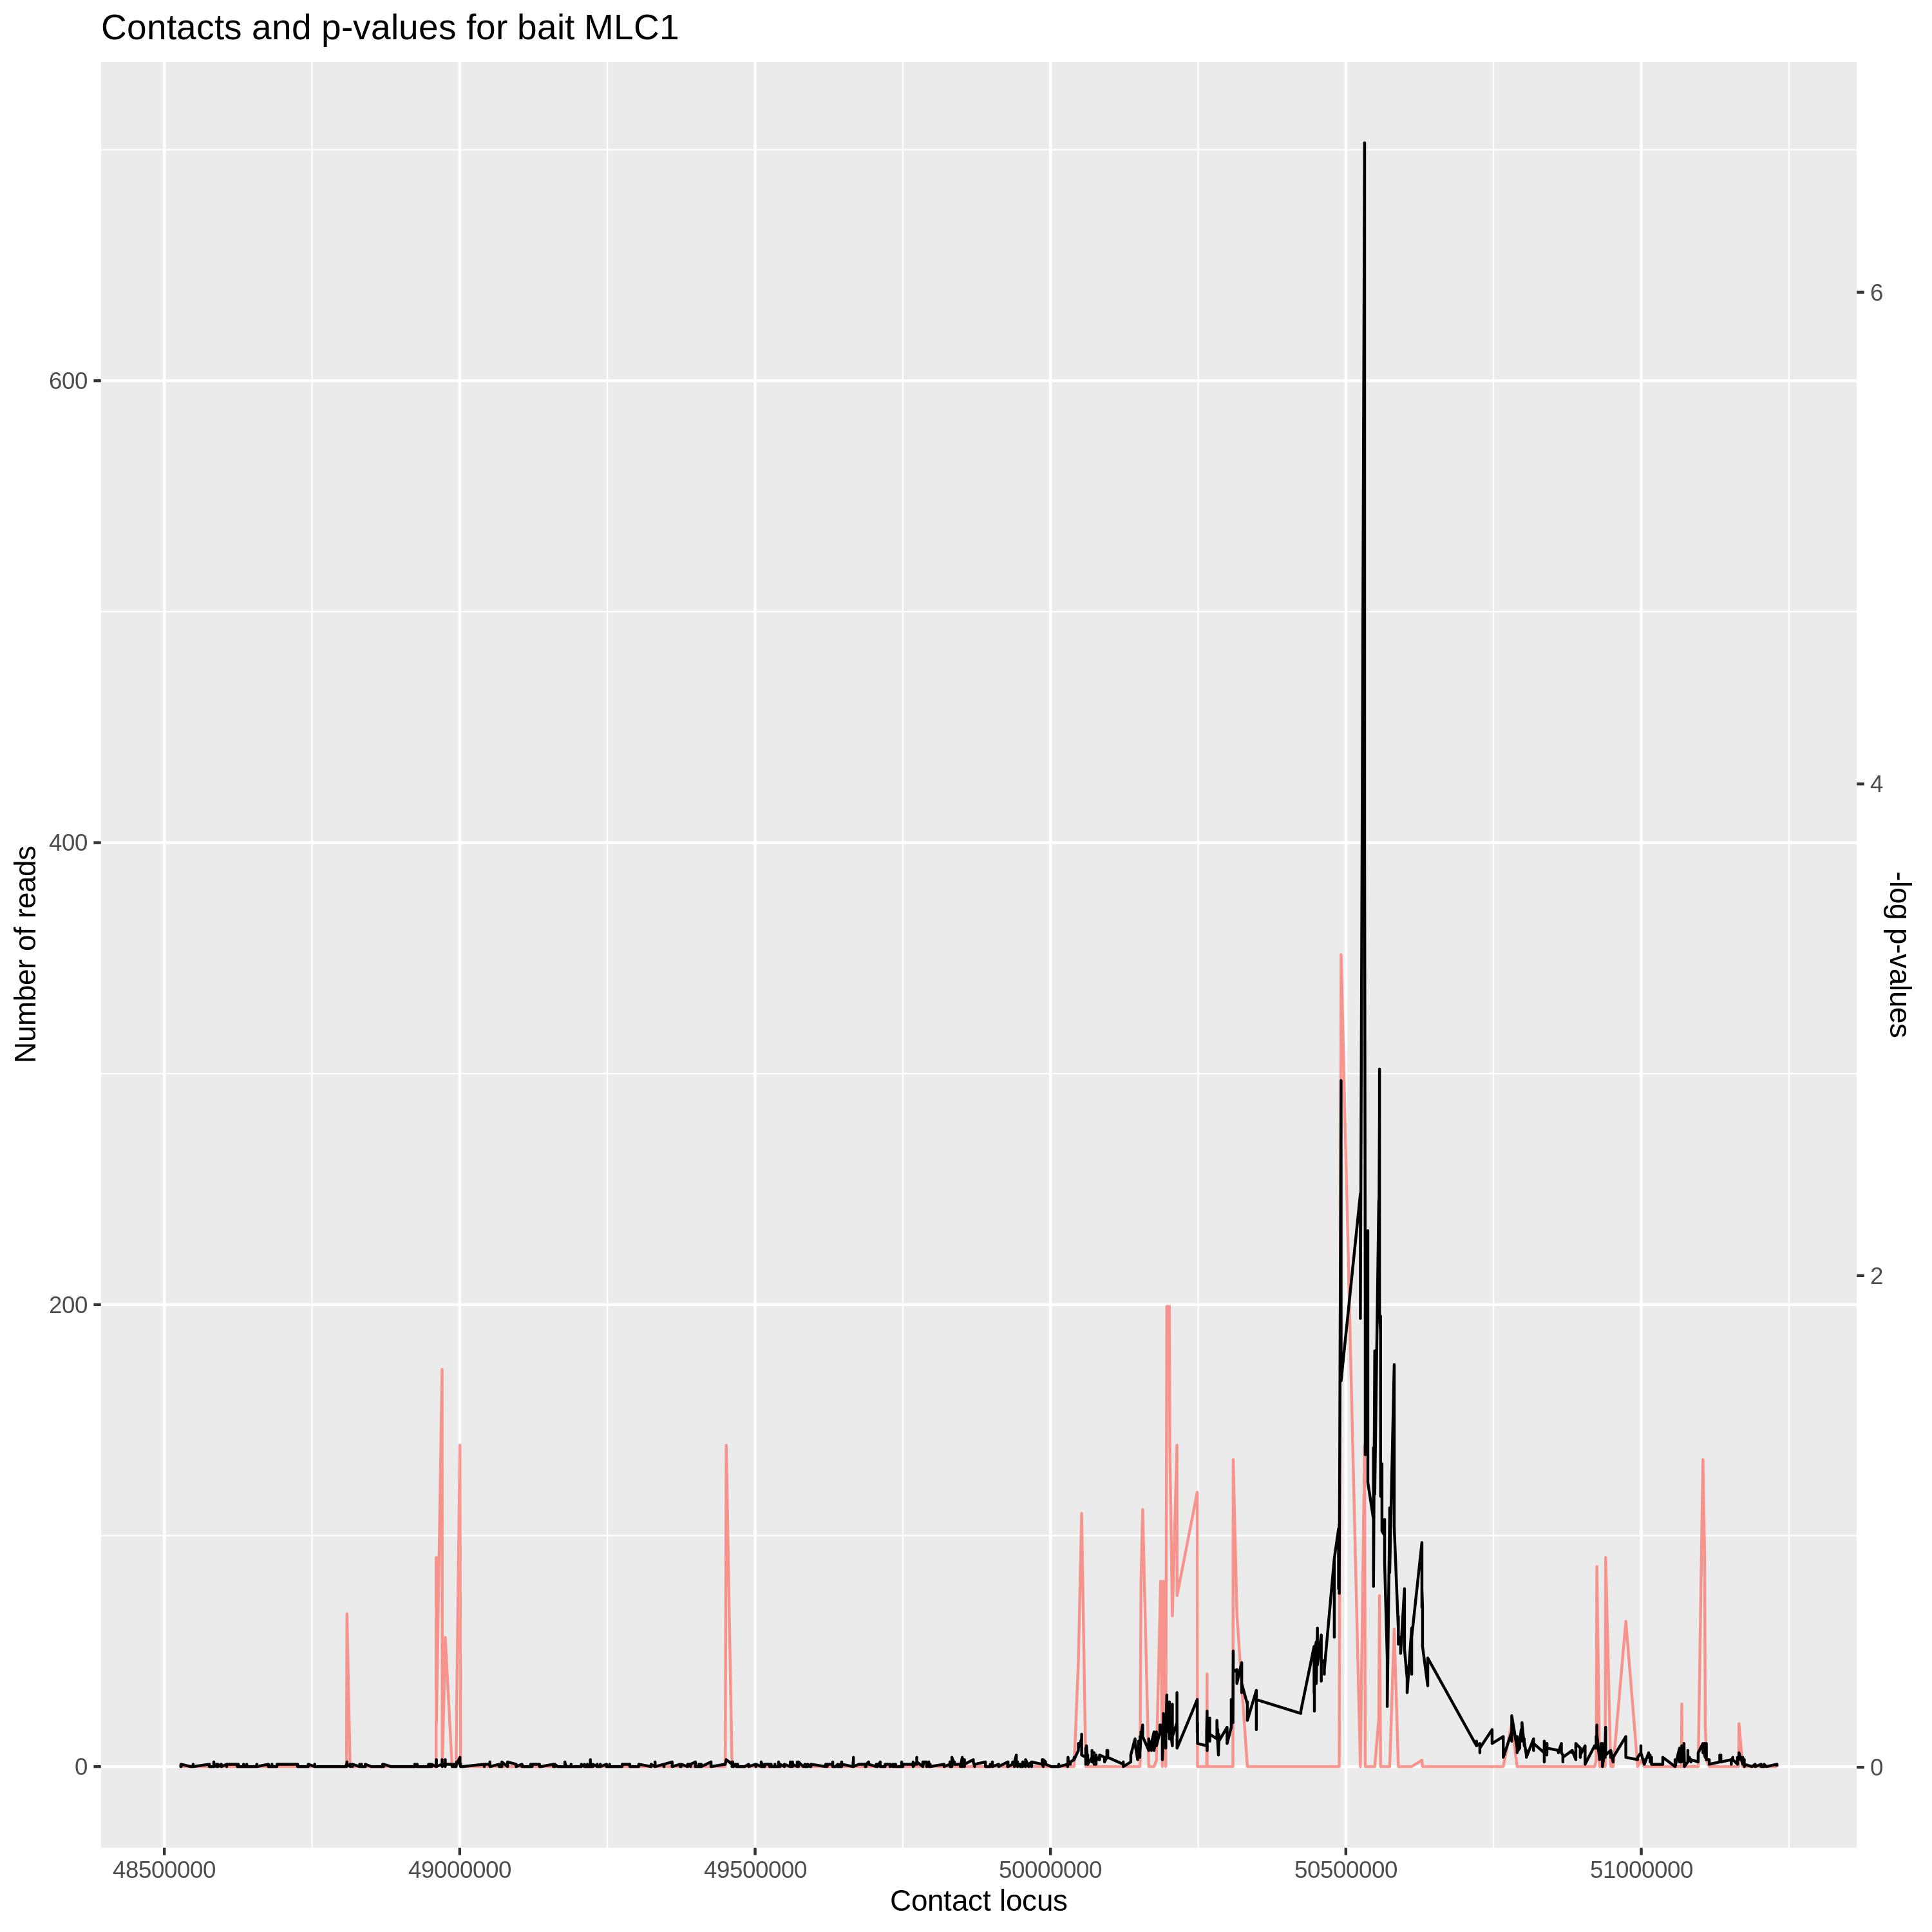 Contacts and p-values for bait MLC1
600
400
200
0
6
4
2
0
Number of reads
-log p-values
48500000 49000000 49500000 50000000 50500000 51000000
Contact locus